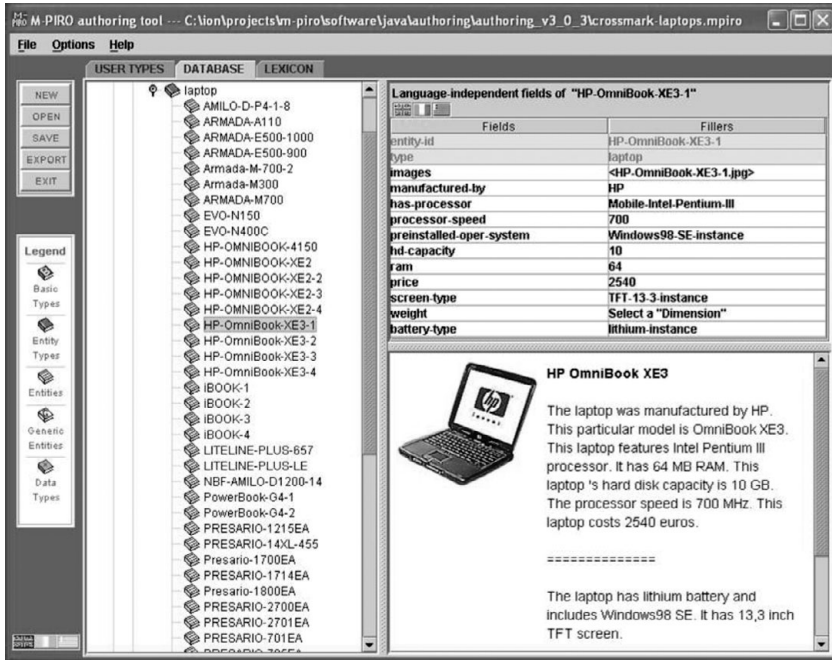 M-PIRO authoring tool --- C:\ion\projects\m-piro\software\java\authoring\authoring_v3_0_3\crossmark-laptops.mpiro
File Options Help
USER TYPES DATABASE LEXICON
NEW
OPEN
SAVE
EXPORT
EXIT
Legend
Basic
Types
Entity
Types
Entities
Generic
Entities
Data
Types
laptop
AMILO-D-P4-1-8
ARMADA-A110
ARMADA-E500-1000
ARMADA-E500-900
Armada-M-700-2
Armada-M300
ARMADA-M700
EVO-N150
EVO-N400C
HP-OMNIBOOK-4150
HP-OMNIBOOK-XE2
HP-OMNIBOOK-XE2-2
HP-OMNIBOOK-XE2-3
HP-OMNIBOOK-XE2-4
HP-OmniBook-XE3-1
HP-OmniBook-XE3-2
HP-OmniBook-XE3-3
HP-OmniBook-XE3-4
iBOOK-1
iBOOK-2
iBOOK-3
iBOOK-4
LITELINE-PLUS-657
LITELINE-PLUS-LE
NBF-AMILO-D1200-14
PowerBook-G4-1
PowerBook-G4-2
PRESARIO-1215EA
PRESARIO-14XL-455
Presario-1700EA
PRESARIO-1714EA
Presario-1800EA
PRESARIO-2700EA
PRESARIO-2701EA
PRESARIO-701EA
Language-independent fields of "HP-OmniBook-XE3-1"
Fields Fillers
entity-id HP-OmniBook-XE3-1
type laptop
images <HP-OmniBook-XE3-1.jpg>
manufactured-by HP
has-processor Mobile-Intel-Pentium-III
processor-speed 700
preinstalled-oper-system Windows98-SE-instance
hd-capacity 10
ram 64
price 2540
screen-type TFT-13-3-instance
weight Select a "Dimension"
battery-type lithium-instance
hp
HP OmniBook XE3
The laptop was manufactured by HP.
This particular model is OmniBook XE3.
This laptop features Intel Pentium III
processor. It has 64 MB RAM. This
laptop 's hard disk capacity is 10 GB.
The processor speed is 700 MHz. This
laptop costs 2540 euros.
==============
The laptop has lithium battery and
includes Windows98 SE. It has 13,3 inch
TFT screen.